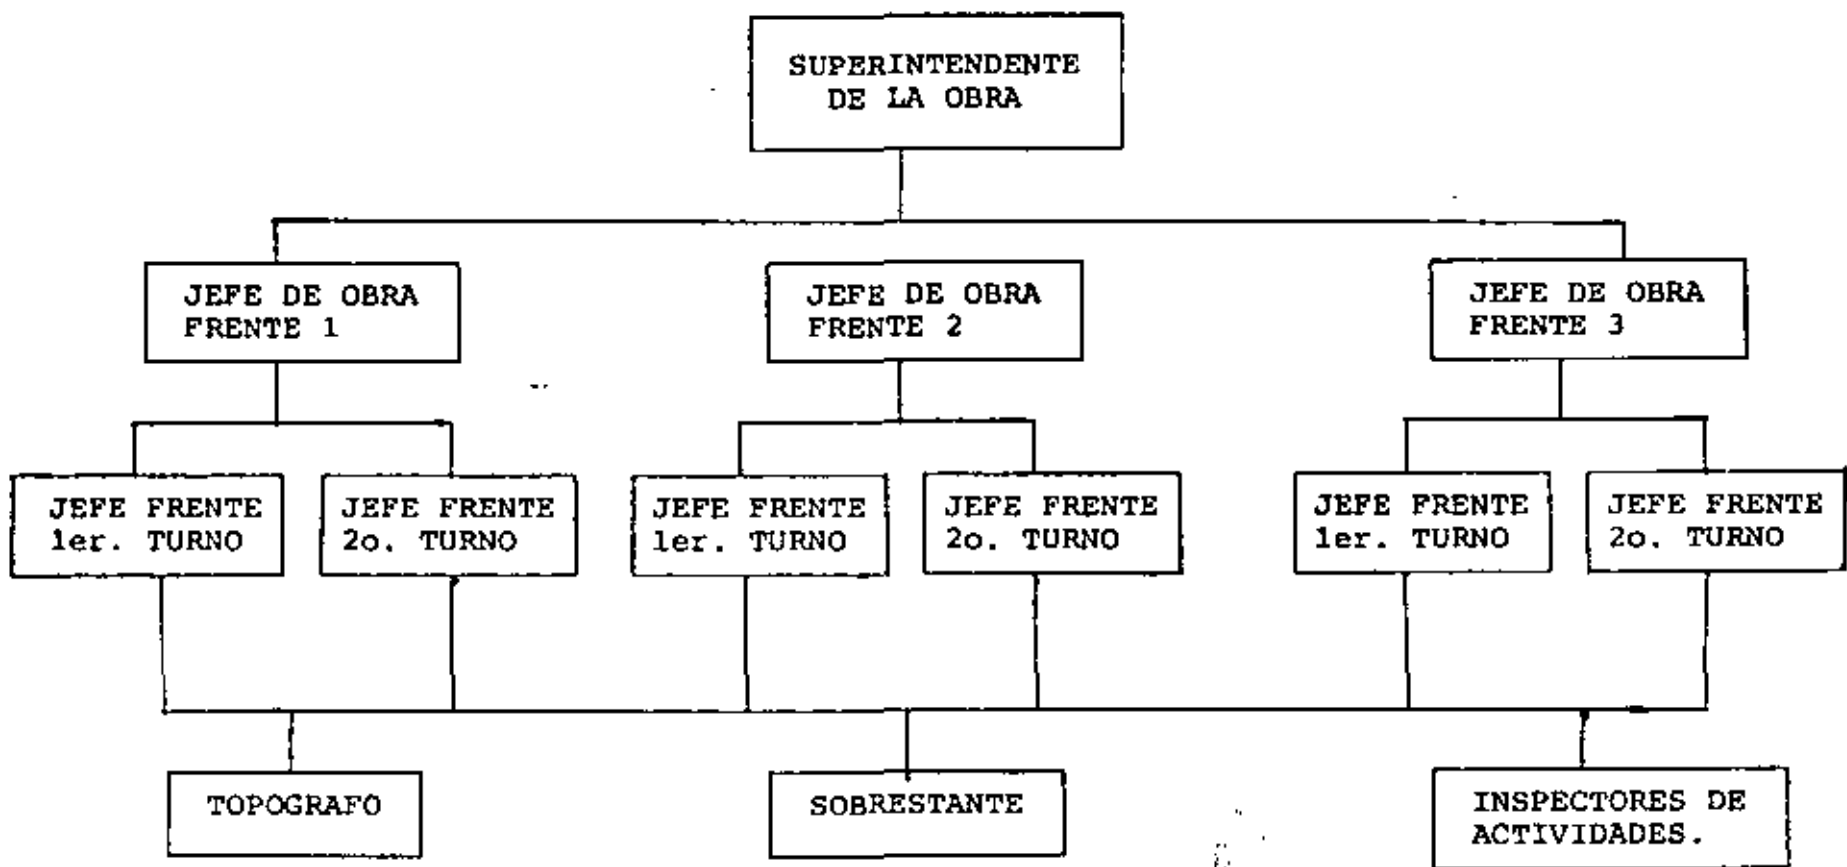 SUPERINTENDENTE
DE LA OBRA
JEFE DE OBRA
FRENTE 1
JEFE DE OBRA
FRENTE 2
JEFE DE OBRA
FRENTE 3
JEFE FRENTE
1er. TURNO
JEFE FRENTE
2o. TURNO
JEFE FRENTE
1er. TURNO
JEFE FRENTE
2o. TURNO
JEFE FRENTE
1er. TURNO
JEFE FRENTE
2o. TURNO
TOPOGRAFO
SOBRESTANTE
INSPECTORES DE
ACTIVIDADES.